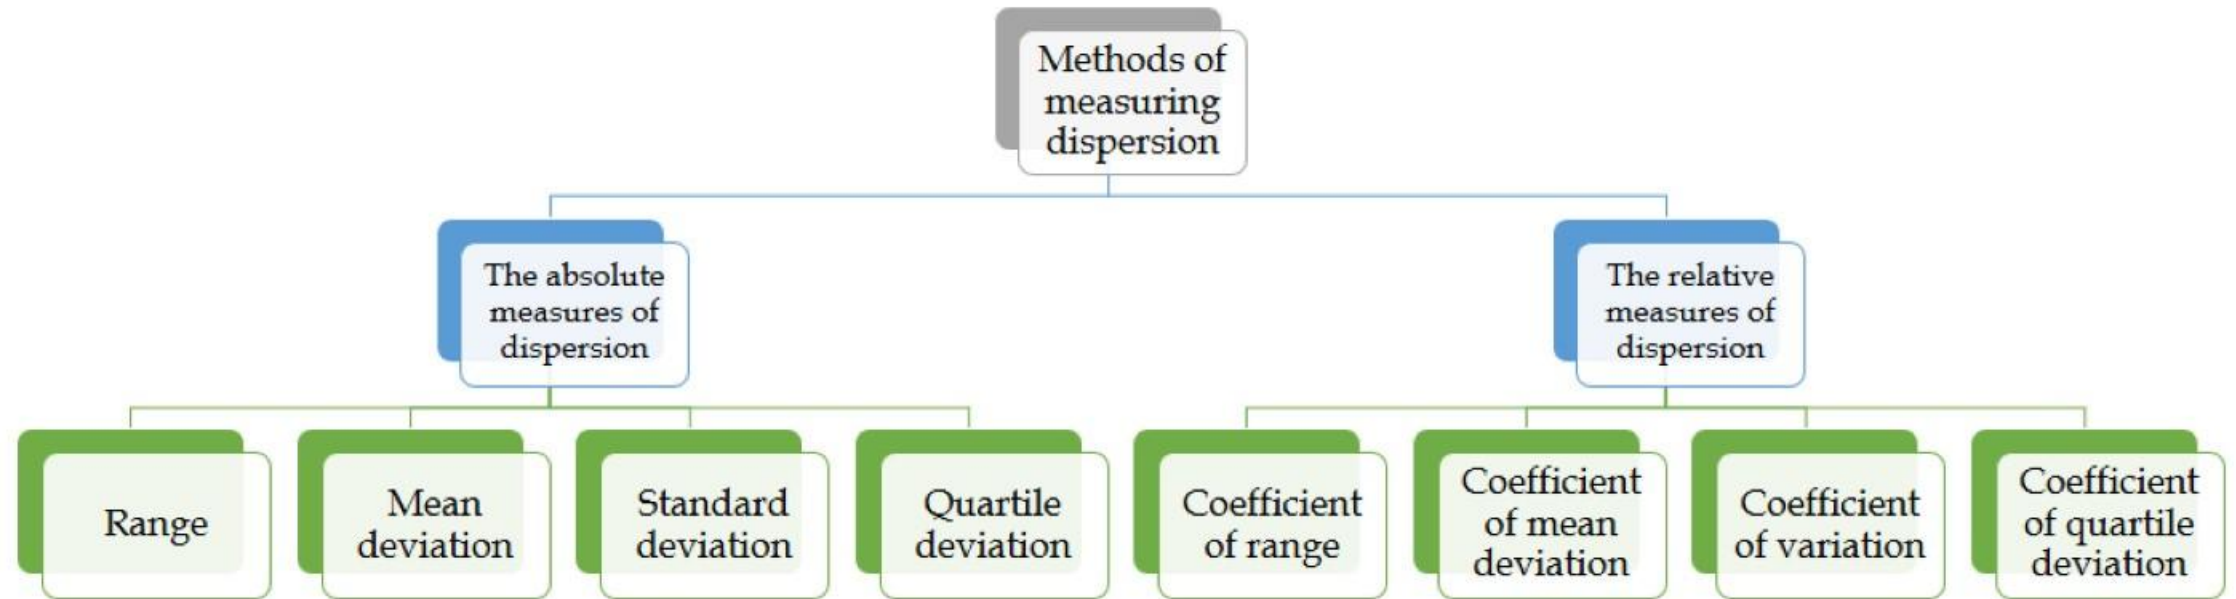 Methods of
measuring
dispersion
The absolute
measures of
dispersion
The relative
measures of
dispersion
Range
Mean
deviation
Standard
deviation
Quartile
deviation
Coefficient
of range
Coefficient
of mean
deviation
Coefficient
of variation
Coefficient
of quartile
deviation